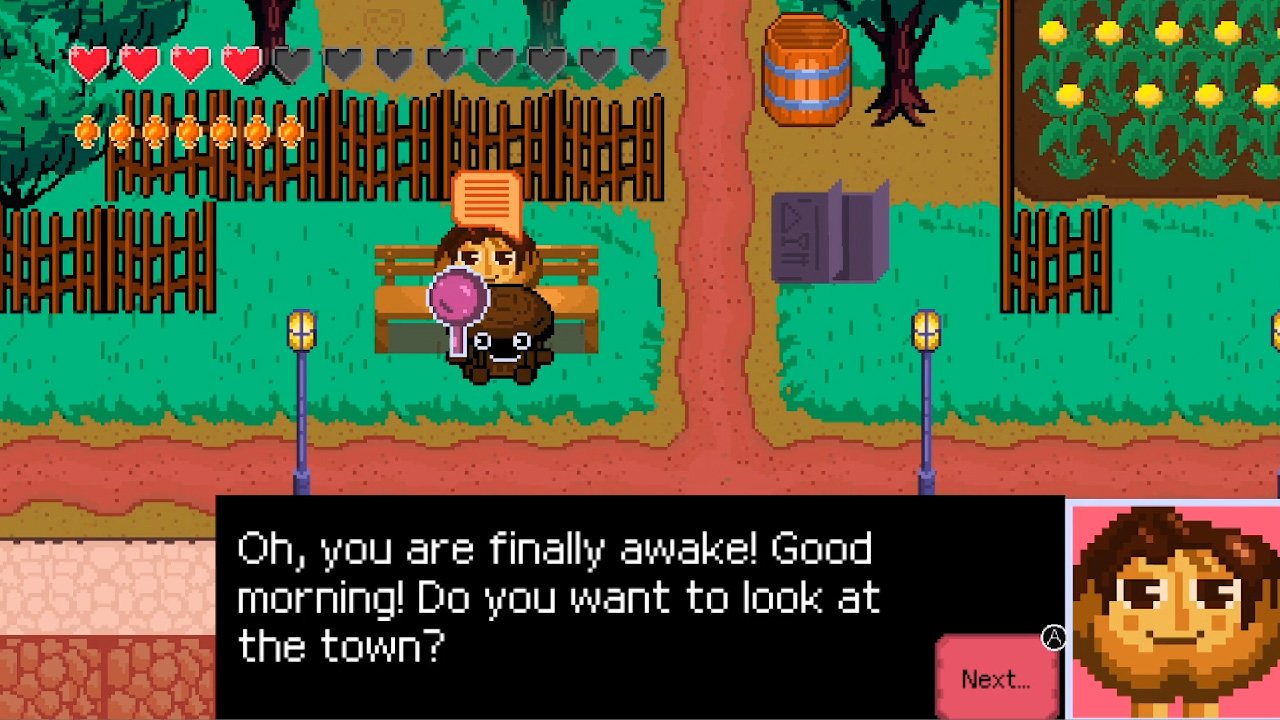 Oh, you are finally awake! Good
morning! Do you want to look at
the town?
A
Next...